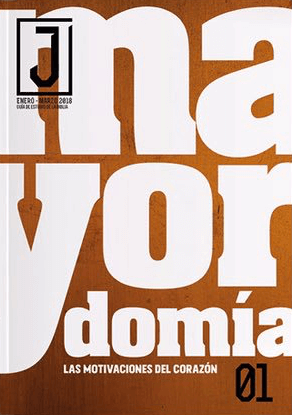 ma
J
ENERO - MARZO 2018
GUÍA DE ESTUDIO DE LA BIBLIA
yor
domía
LAS MOTIVACIONES DEL CORAZÓN
01